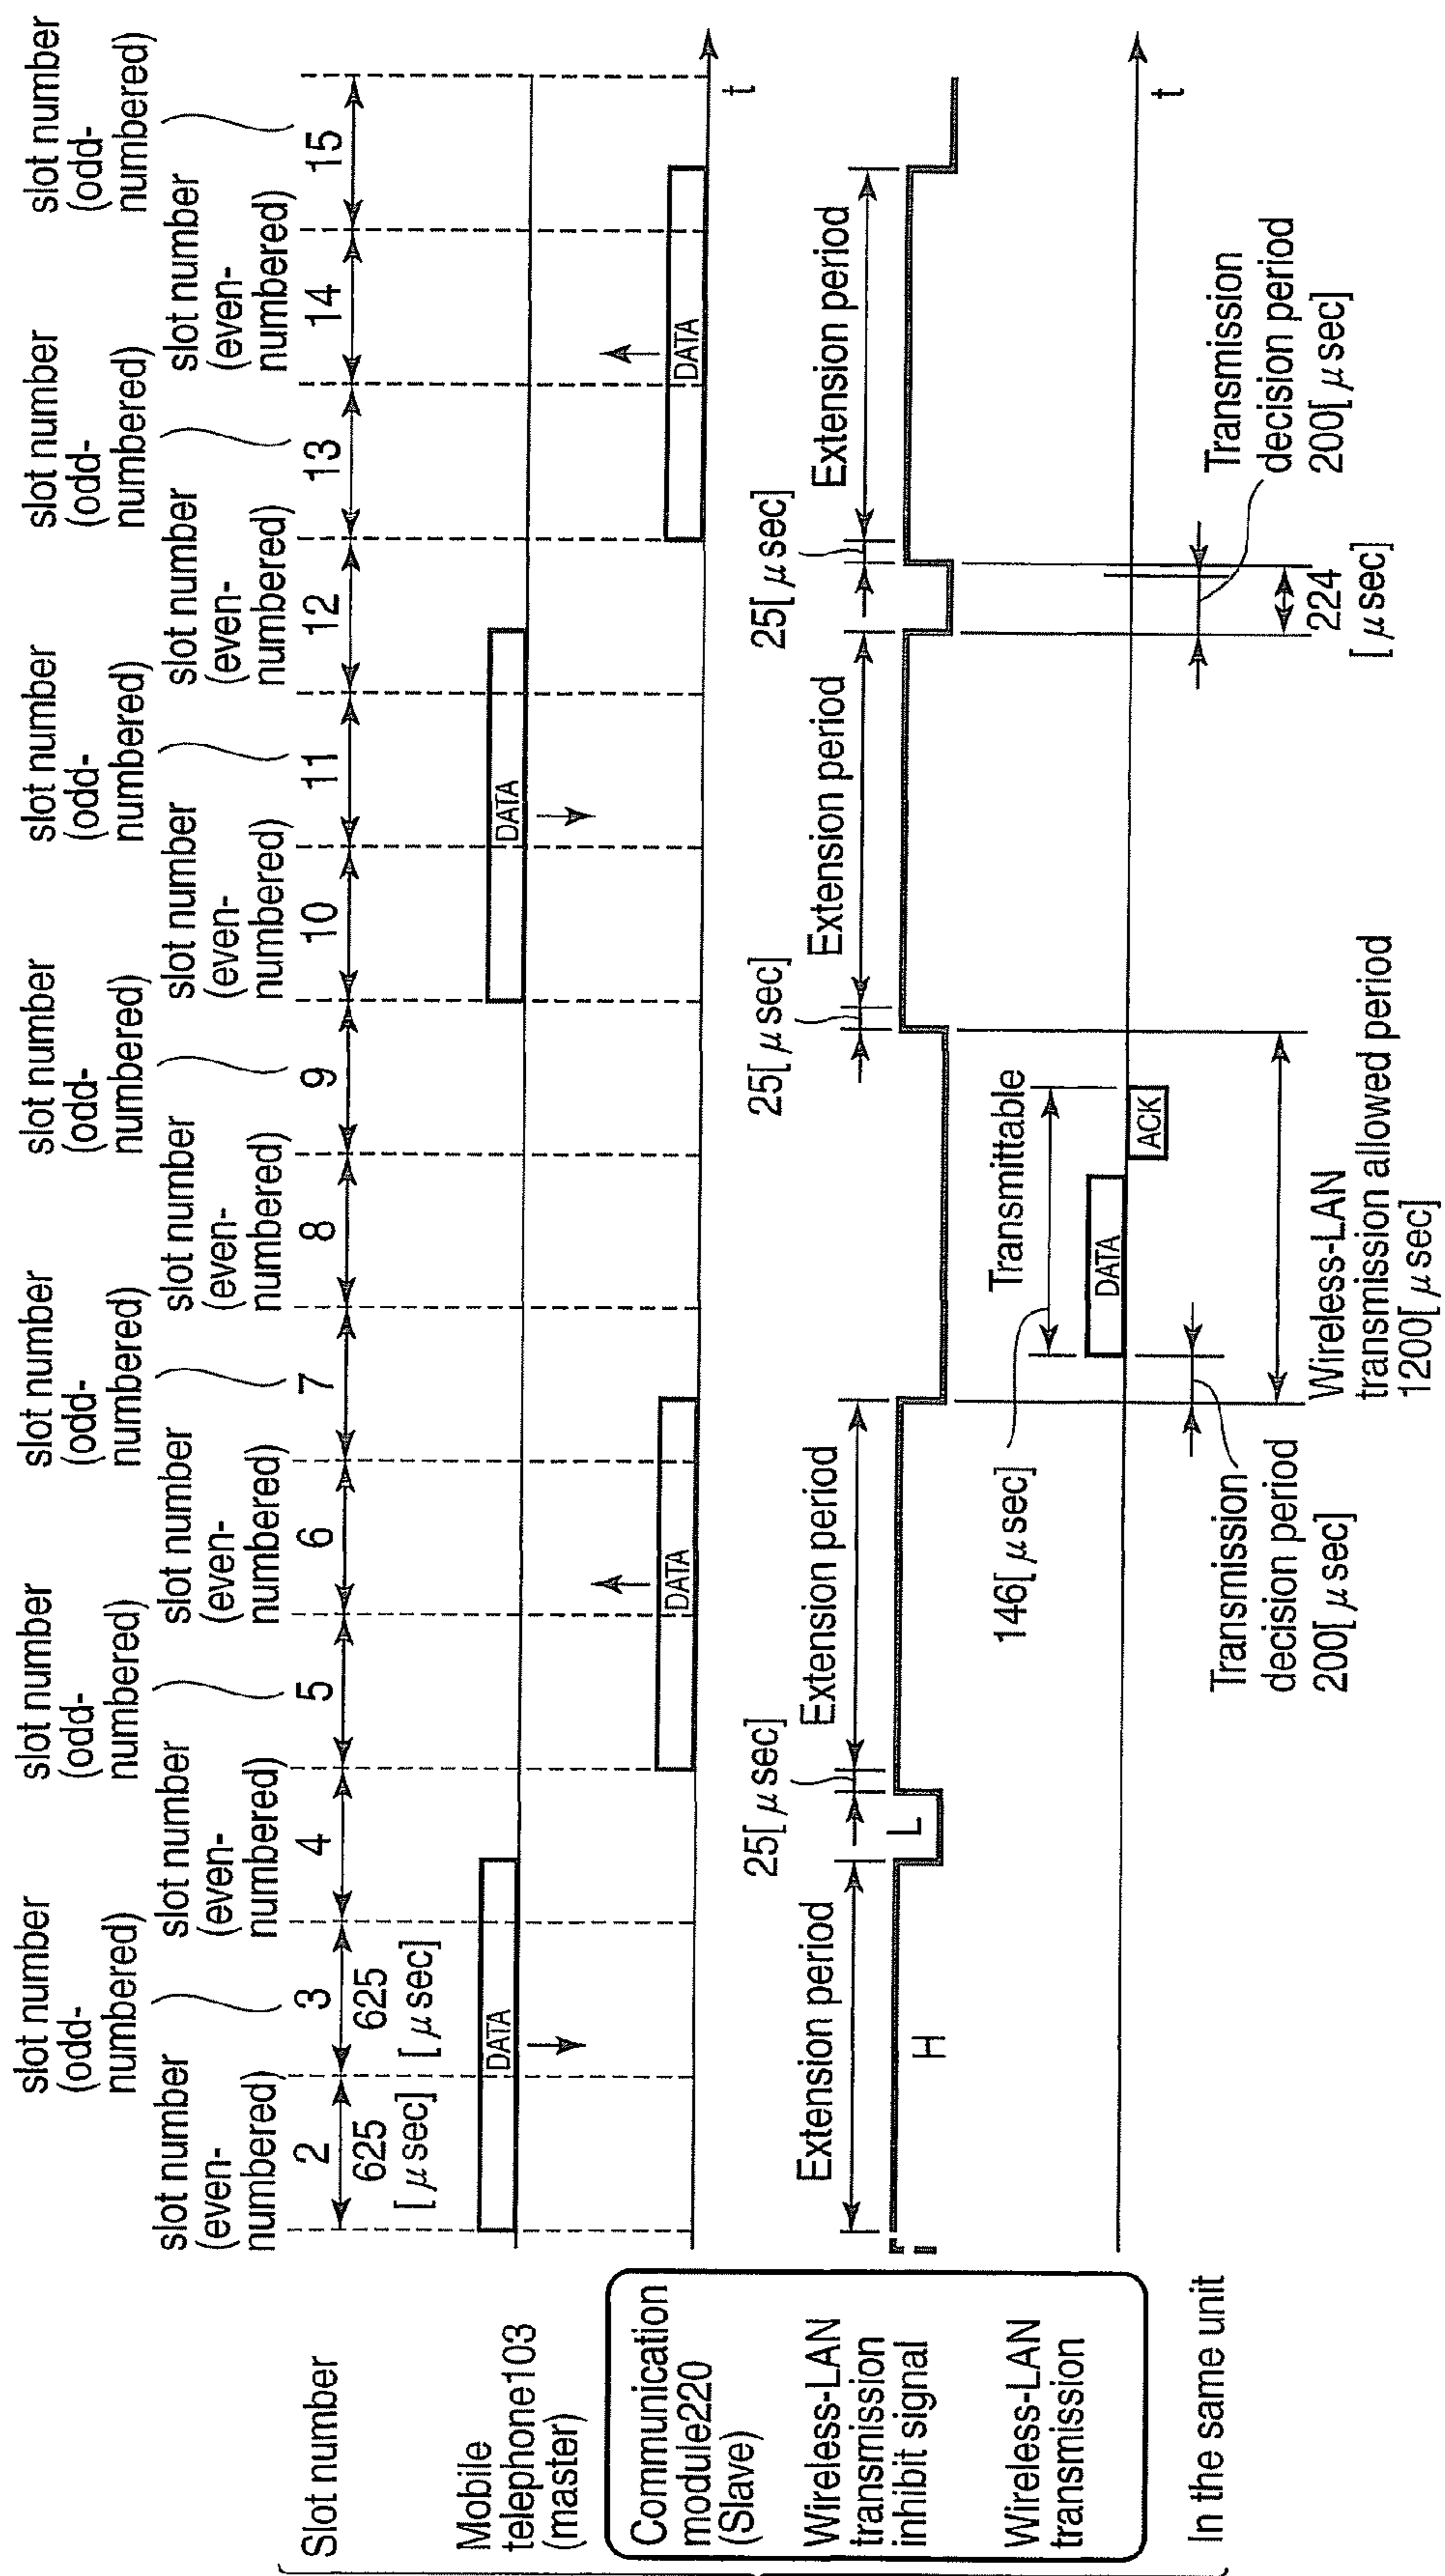 Slot number
slot number
(even-
numbered)
2
625
[μsec]
slot number
(odd-
numbered)
3
625
[μsec]
slot number
(even-
numbered)
4
slot number
(odd-
numbered)
5
slot number
(even-
numbered)
6
slot number
(odd-
numbered)
7
slot number
(even-
numbered)
8
slot number
(odd-
numbered)
9
slot number
(even-
numbered)
10
slot number
(odd-
numbered)
11
slot number
(even-
numbered)
12
slot number
(odd-
numbered)
13
slot number
(even-
numbered)
14
slot number
(odd-
numbered)
15
Mobile
telephone103
(master)
DATA
DATA
Communication
module220
(Slave)
DATA
DATA
t
Wireless-LAN
transmission
inhibit signal
Extension period
H
L
25[μsec]
Extension period
25[μsec]
Extension period
25[μsec]
Extension period
Wireless-LAN
transmission
146[μsec]
Transmittable
DATA
ACK
t
Transmission
decision period
200[μsec]
Wireless-LAN
transmission allowed period
1200[μsec]
224
[μsec]
Transmission
decision period
200[μsec]
In the same unit